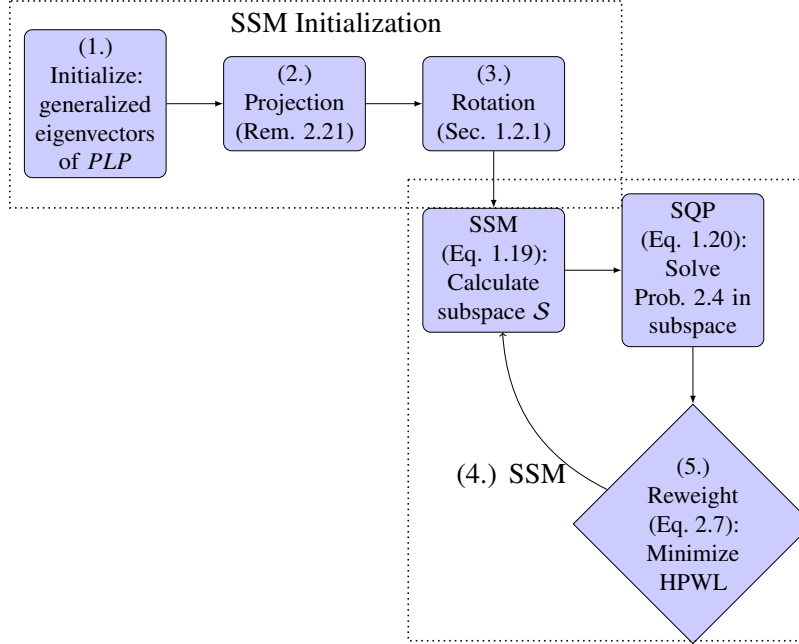 SSM Initialization
(1.)
Initialize:
generalized
eigenvectors
of PLP
(2.)
Projection
(Rem. 2.21)
(3.)
Rotation
(Sec. 1.2.1)
SSM
(Eq. 1.19):
Calculate
subspace 𝒮
SQP
(Eq. 1.20):
Solve
Prob. 2.4 in
subspace
(4.) SSM
(5.)
Reweight
(Eq. 2.7):
Minimize
HPWL